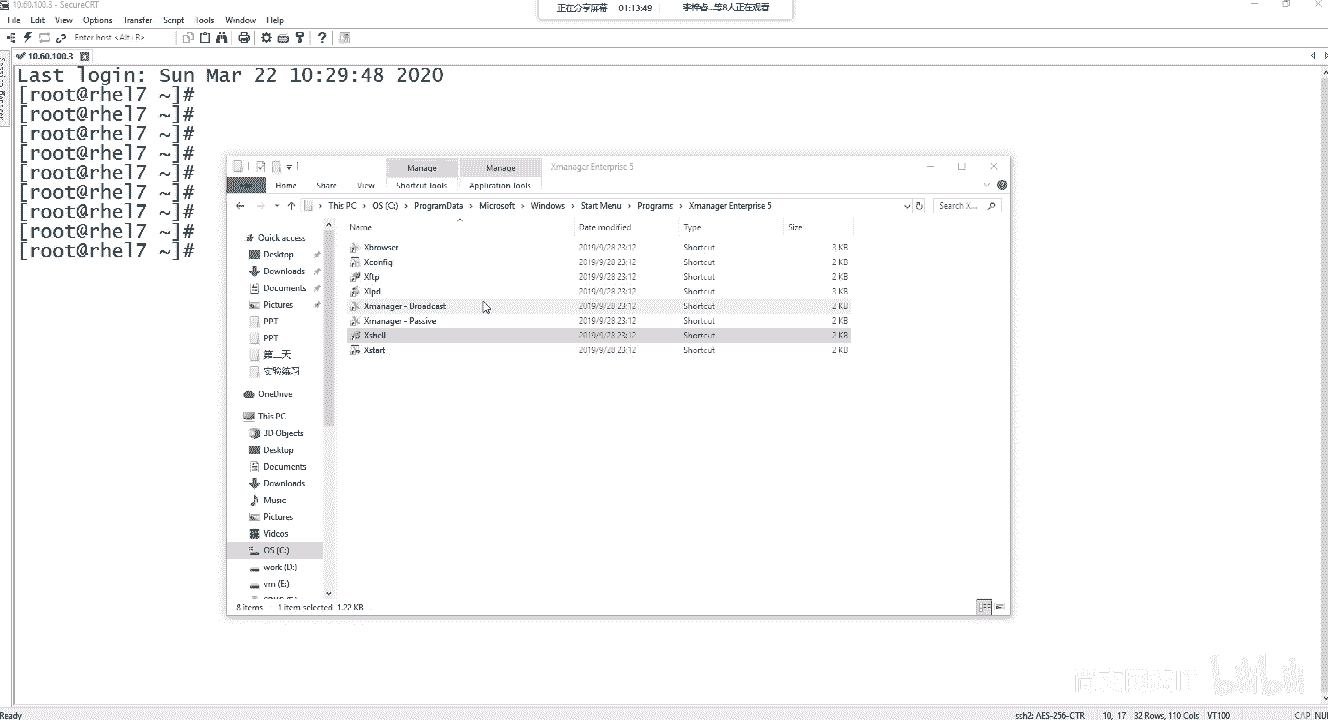 10.60.100.3 - SecureCRT
正在分享屏幕 01:13:49 李梓睿...等8人正在观看
File Edit View Options Transfer Script Tools Window Help
Enter host <Alt+R>
10.60.100.3
Last login: Sun Mar 22 10:29:48 2020
[root@rhel7 ~]#
[root@rhel7 ~]#
[root@rhel7 ~]#
[root@rhel7 ~]#
[root@rhel7 ~]#
[root@rhel7 ~]#
[root@rhel7 ~]#
[root@rhel7 ~]#
[root@rhel7 ~]#
Manage Manage Xmanager Enterprise 5
Home Share View Shortcut Tools Application Tools
This PC > OS (C:) > ProgramData > Microsoft > Windows > Start Menu > Programs > Xmanager Enterprise 5 Search X...
Name Date modified Type Size
Quick access
Desktop
Downloads
Documents
Pictures
PPT
PPT
第二天
实验练习
OneDrive
This PC
3D Objects
Desktop
Documents
Downloads
Music
Pictures
Videos
OS (C:)
work (D:)
vm (E:)
Xbrowser 2019/9/28 23:12 Shortcut 3 KB
Xconfig 2019/9/28 23:12 Shortcut 2 KB
Xftp 2019/9/28 23:12 Shortcut 2 KB
Xlpd 2019/9/28 23:12 Shortcut 3 KB
Xmanager - Broadcast 2019/9/28 23:12 Shortcut 2 KB
Xmanager - Passive 2019/9/28 23:12 Shortcut 2 KB
Xshell 2019/9/28 23:12 Shortcut 2 KB
Xstart 2019/9/28 23:12 Shortcut 2 KB
8 items 1 item selected 1.22 KB
bilibili
Ready ssh2: AES-256-CTR 10, 17 32 Rows, 110 Cols VT100 CAP NUM